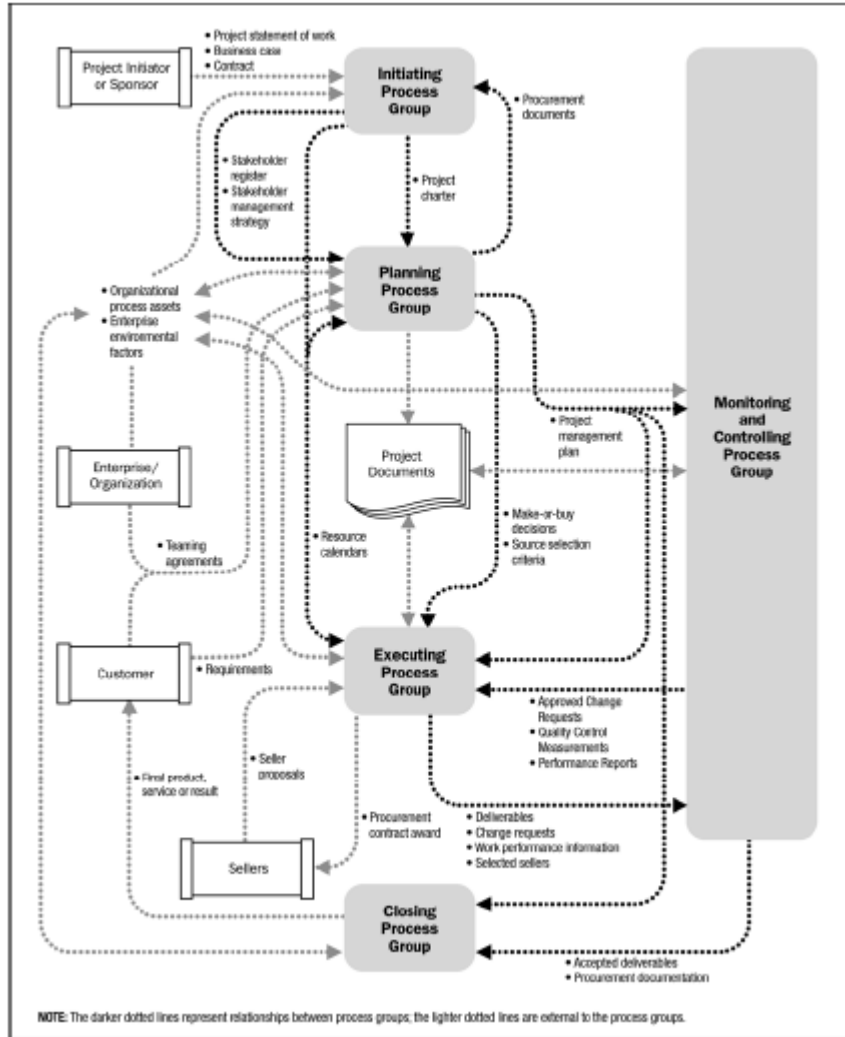 • Project statement of work
• Business case
• Contract
Project Initiator
or Sponsor
Initiating
Process
Group
• Procurement
documents
• Stakeholder
register
• Stakeholder
management
strategy
• Project
charter
Planning
Process
Group
• Organizational
process assets
• Enterprise
environmental
factors
Monitoring
and
Controlling
Process
Group
• Project
management
plan
Project
Documents
Enterprise/
Organization
• Teaming
agreements
• Resource
calendars
• Make-or-buy
decisions
• Source selection
criteria
Executing
Process
Group
Customer
• Requirements
• Approved Change
Requests
• Quality Control
Measurements
• Performance Reports
• Seller
proposals
• Final product,
service or result
• Procurement
contract award
• Deliverables
• Change requests
• Work performance information
• Selected sellers
Sellers
Closing
Process
Group
• Accepted deliverables
• Procurement documentation
NOTE: The darker dotted lines represent relationships between process groups; the lighter dotted lines are external to the process groups.